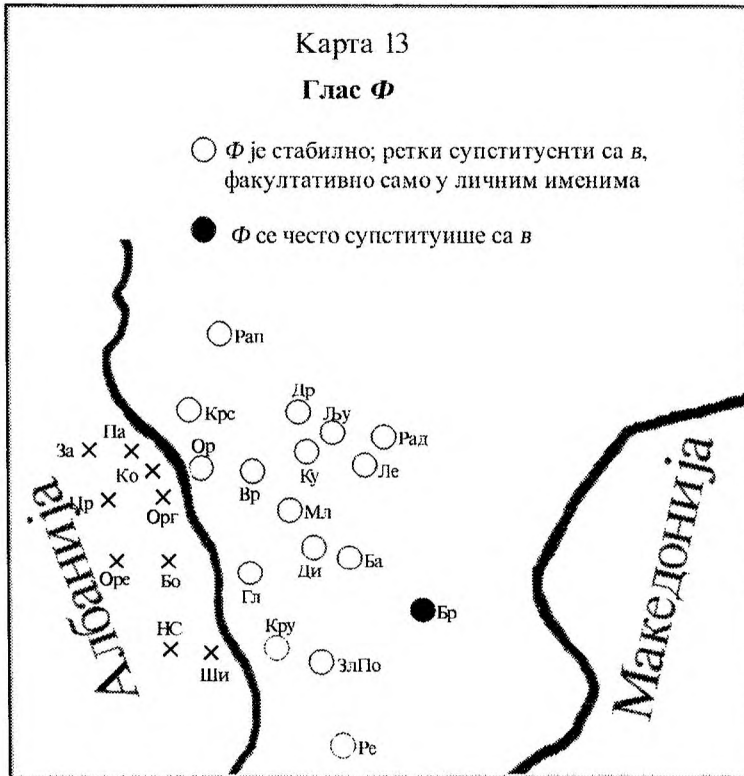 Карта 13
Глас Ф
Ф је стабилно; ретки супституенти са в,
факултативно само у личним именима
Ф се често супституише са в
Рап
Крс
Др
Љу
Рад
За
Па
Ор
Ко
Вр
Ку
Ле
Цр
Орг
Мл
Оре
Бо
Гл
Ди
Ба
Бр
НС
Ши
Кру
ЗлПо
Ре
Албанија
Македонија